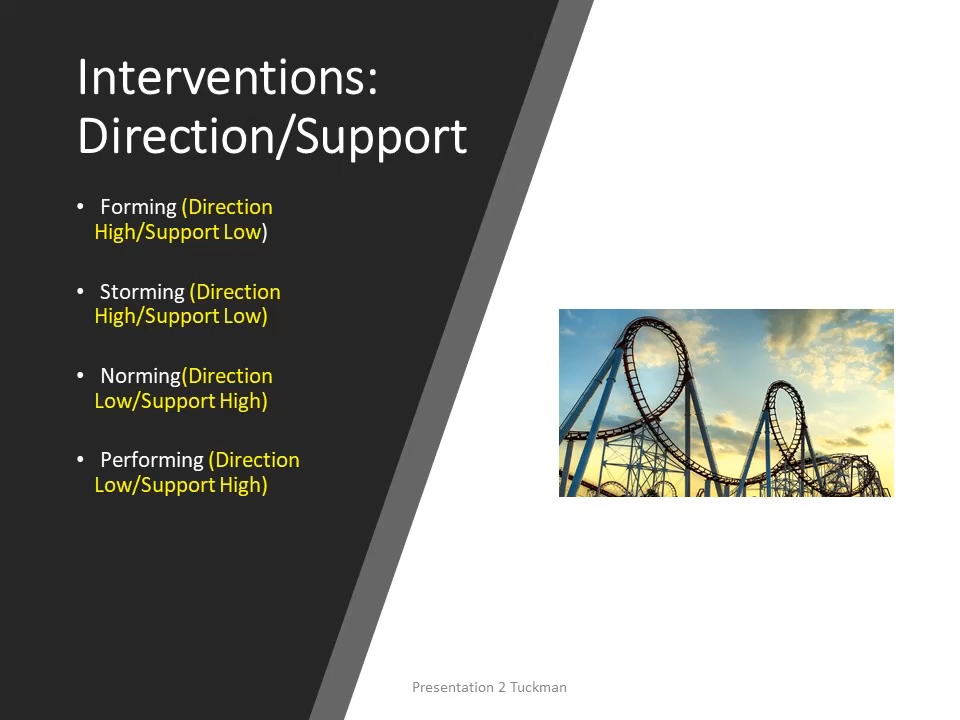 Interventions:
Direction/Support
• Forming (Direction
High/Support Low)
• Storming (Direction
High/Support Low)
• Norming(Direction
Low/Support High)
• Performing (Direction
Low/Support High)
Presentation 2 Tuckman